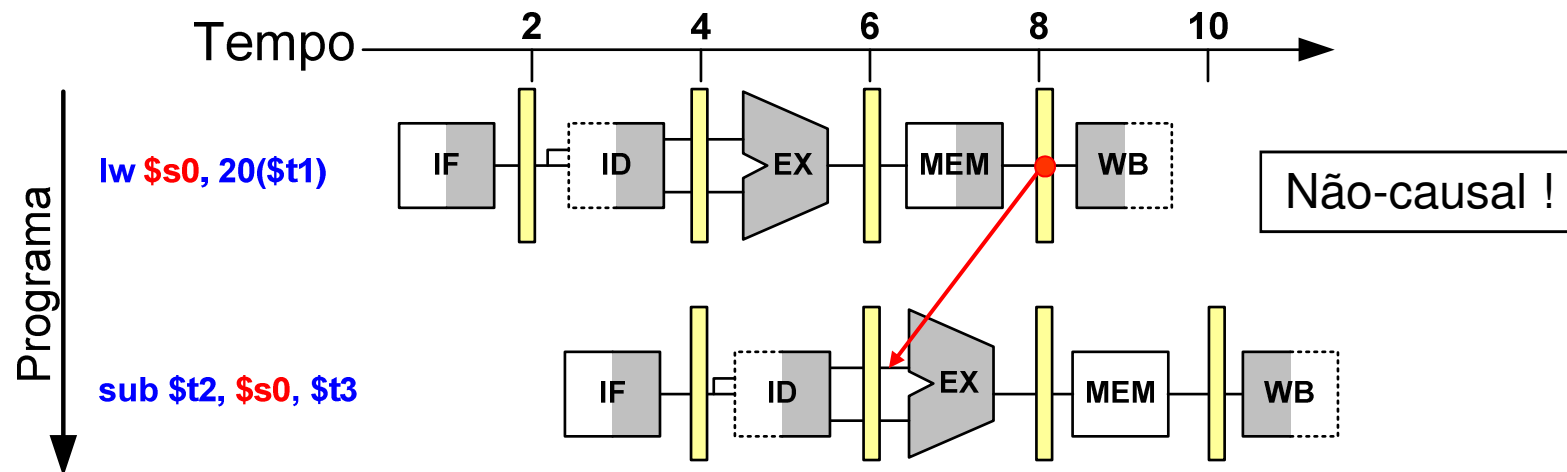 Tempo 2 4 6 8 10
Programa
lw $s0, 20($t1) IF ID EX MEM WB
Não-causal !
sub $t2, $s0, $t3 IF ID EX MEM WB